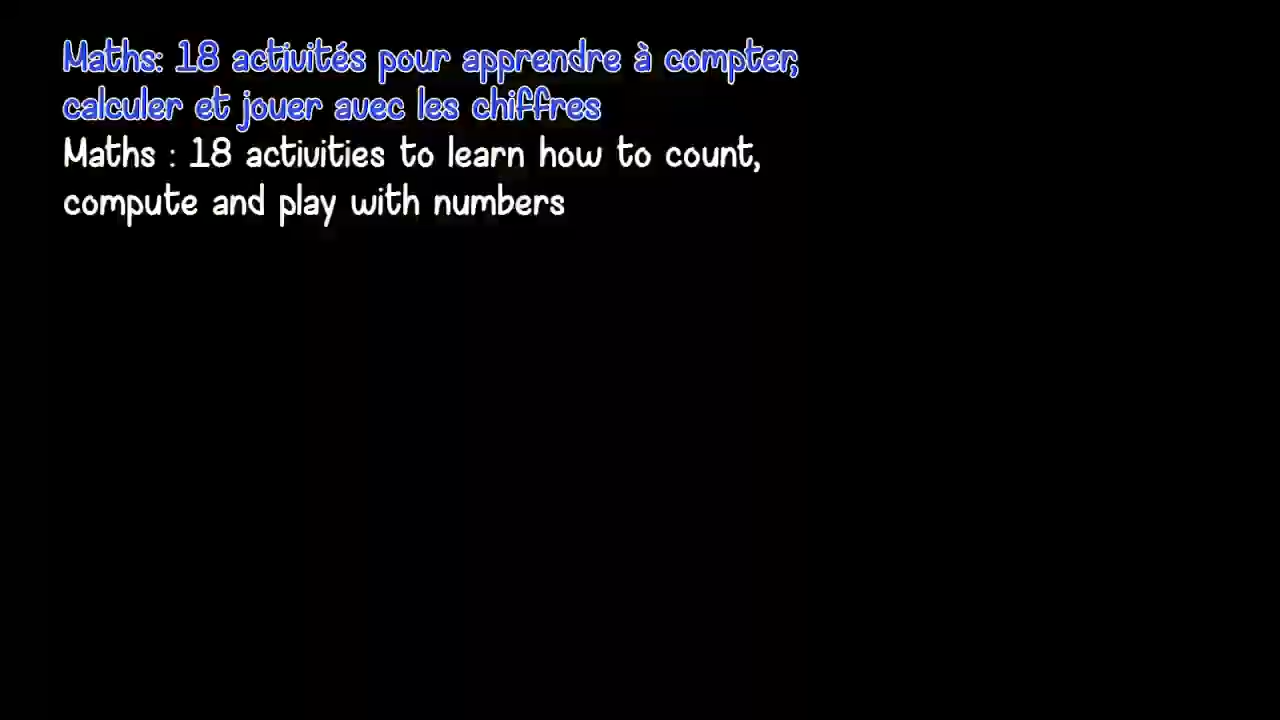 Maths: 18 activités pour apprendre à compter,
calculer et jouer avec les chiffres
Maths : 18 activities to learn how to count,
compute and play with numbers